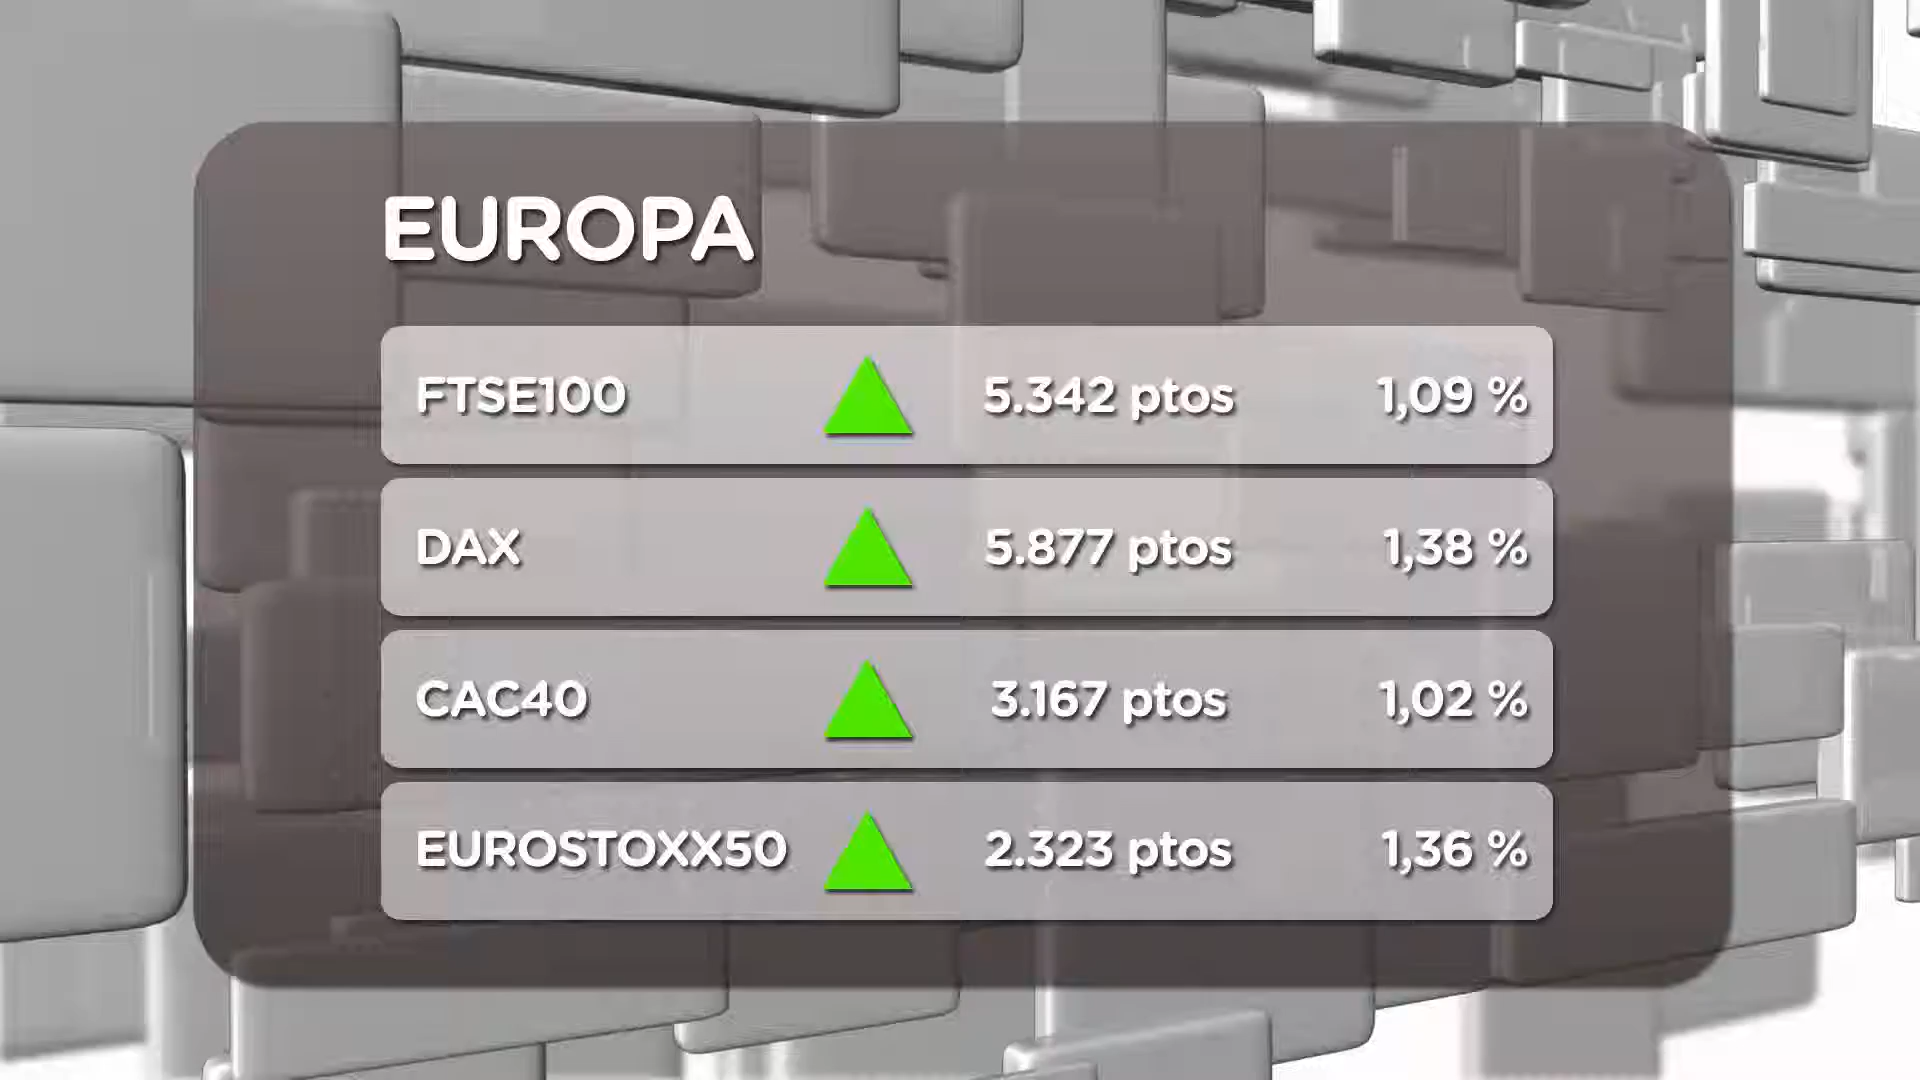 EUROPA
FTSE100 5.342 ptos 1,09 %
DAX 5.877 ptos 1,38 %
CAC40 3.167 ptos 1,02 %
EUROSTOXX50 2.323 ptos 1,36 %